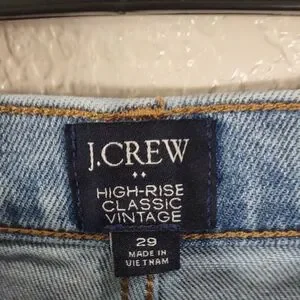 J.CREW
HIGH-RISE
CLASSIC
VINTAGE
29
MADE IN
VIETNAM